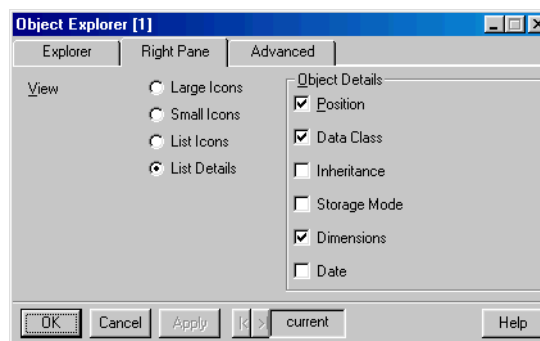 Object Explorer [1]
Explorer Right Pane Advanced
View
Large Icons
Small Icons
List Icons
List Details
Object Details
Position
Data Class
Inheritance
Storage Mode
Dimensions
Date
OK Cancel Apply current Help